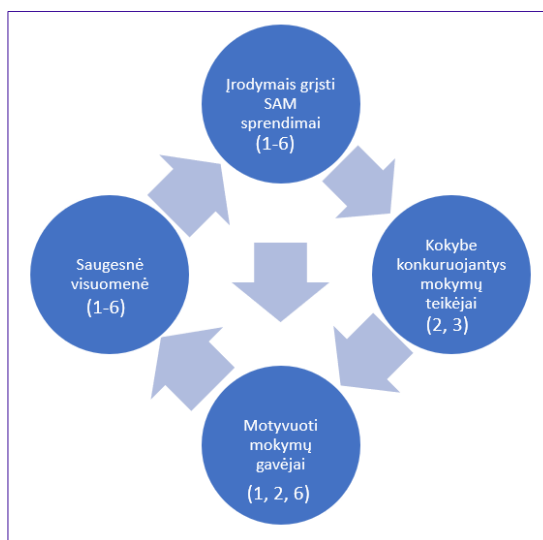 Įrodymais grįsti
SAM
sprendimai
(1-6)
Kokybe
konkuruojantys
mokymų
teikėjai
(2, 3)
Motyvuoti
mokymų
gavėjai
(1, 2, 6)
Saugesnė
visuomenė
(1-6)